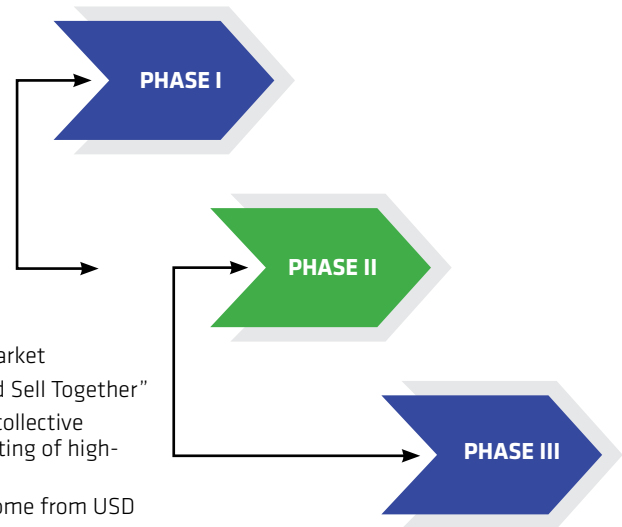 PHASE I
PHASE II
arket
d Sell Together”
collective
ting of high-
PHASE III
ome from USD